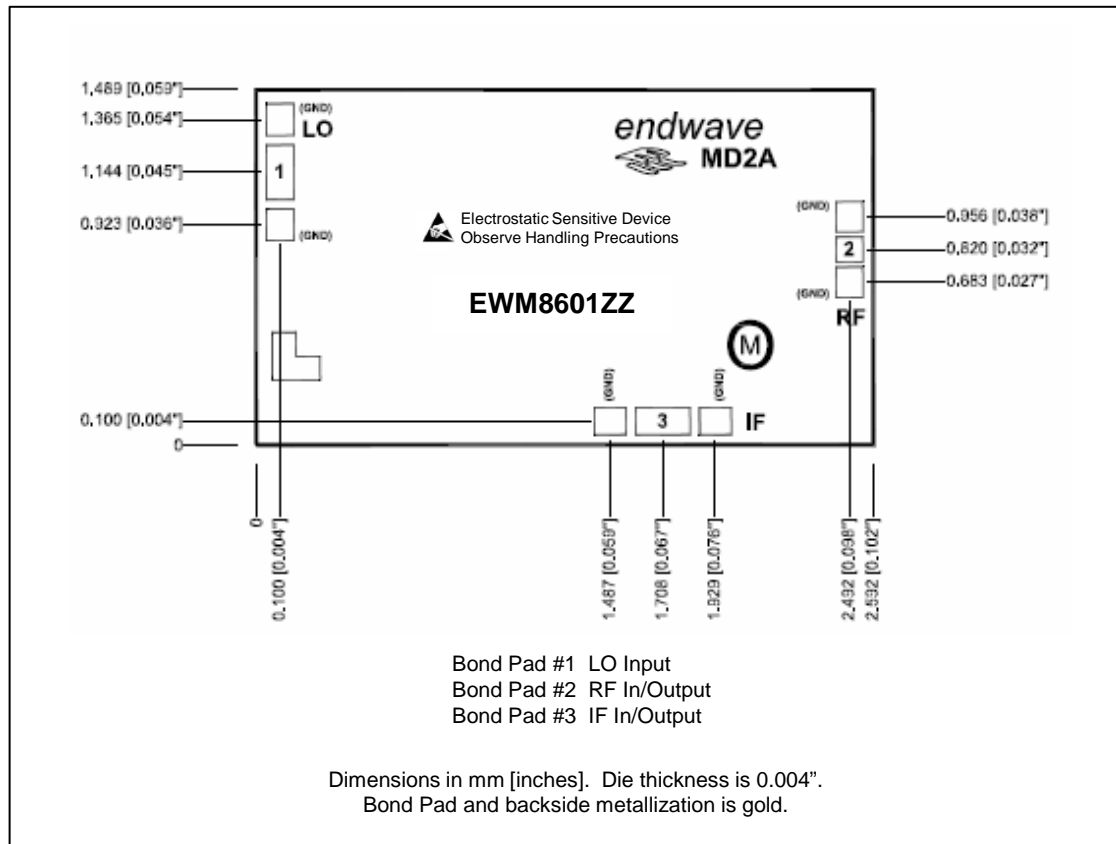 1.489 [0.059"]
1.365 [0.054"]
1.144 [0.045"]
0.923 [0.036"]
0.100 [0.004"]
0
(GND)
LO
1
(GND)
endwave
MD2A
Electrostatic Sensitive Device
Observe Handling Precautions
EWM8601ZZ
(GND)
2
(GND)
RF
0.956 [0.038"]
0.820 [0.032"]
0.683 [0.027"]
M
(GND)
(GND)
3
IF
0
0.100 [0.004"]
1.487 [0.059"]
1.708 [0.067"]
1.929 [0.076"]
2.492 [0.098"]
2.592 [0.102"]
Bond Pad #1 LO Input
Bond Pad #2 RF In/Output
Bond Pad #3 IF In/Output
Dimensions in mm [inches]. Die thickness is 0.004”.
Bond Pad and backside metallization is gold.